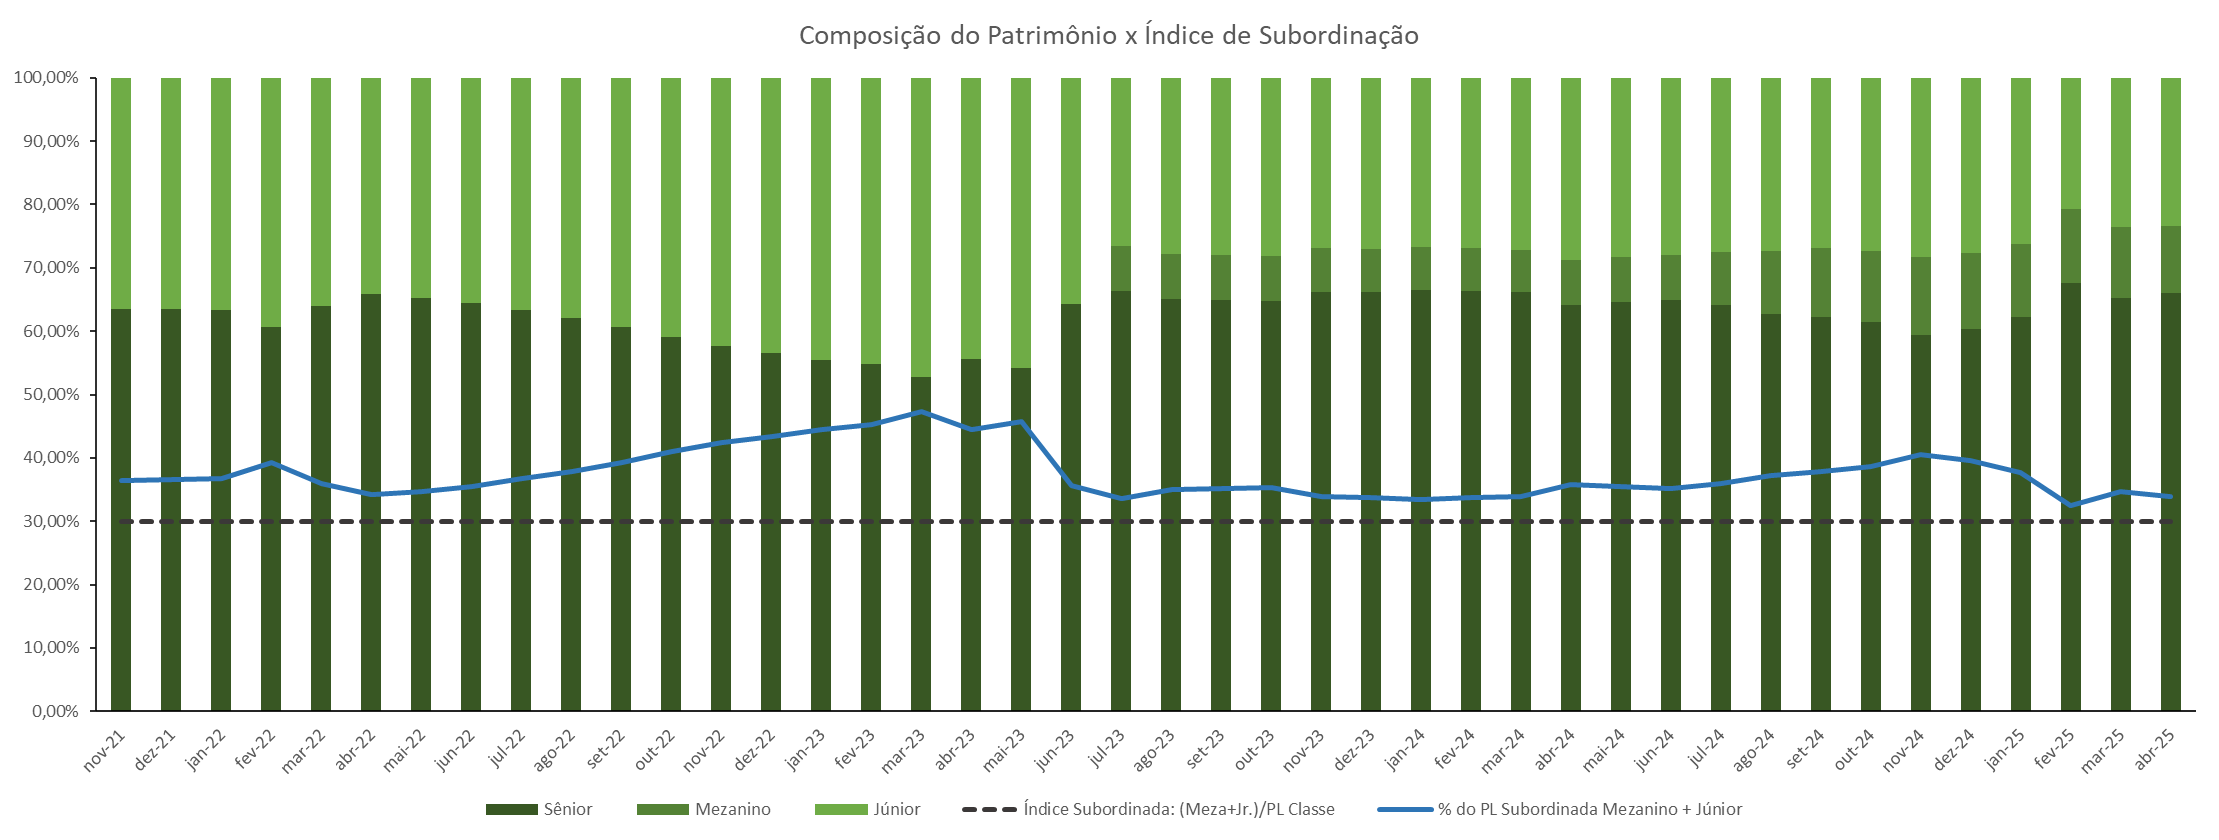 Composição do Patrimônio x Índice de Subordinação
100,00%
90,00%
80,00%
70,00%
60,00%
50,00%
40,00%
30,00%
20,00%
10,00%
0,00%
nov-21
dez-21
jan-22
fev-22
mar-22
abr-22
mai-22
jun-22
jul-22
ago-22
set-22
out-22
nov-22
dez-22
jan-23
fev-23
mar-23
abr-23
mai-23
jun-23
jul-23
ago-23
set-23
out-23
nov-23
dez-23
jan-24
fev-24
mar-24
abr-24
mai-24
jun-24
jul-24
ago-24
set-24
out-24
nov-24
dez-24
jan-25
fev-25
mar-25
abr-25
Sênior Mezanino Júnior Índice Subordinada: (Meza+Jr.)/PL Classe % do PL Subordinada Mezanino + Júnior